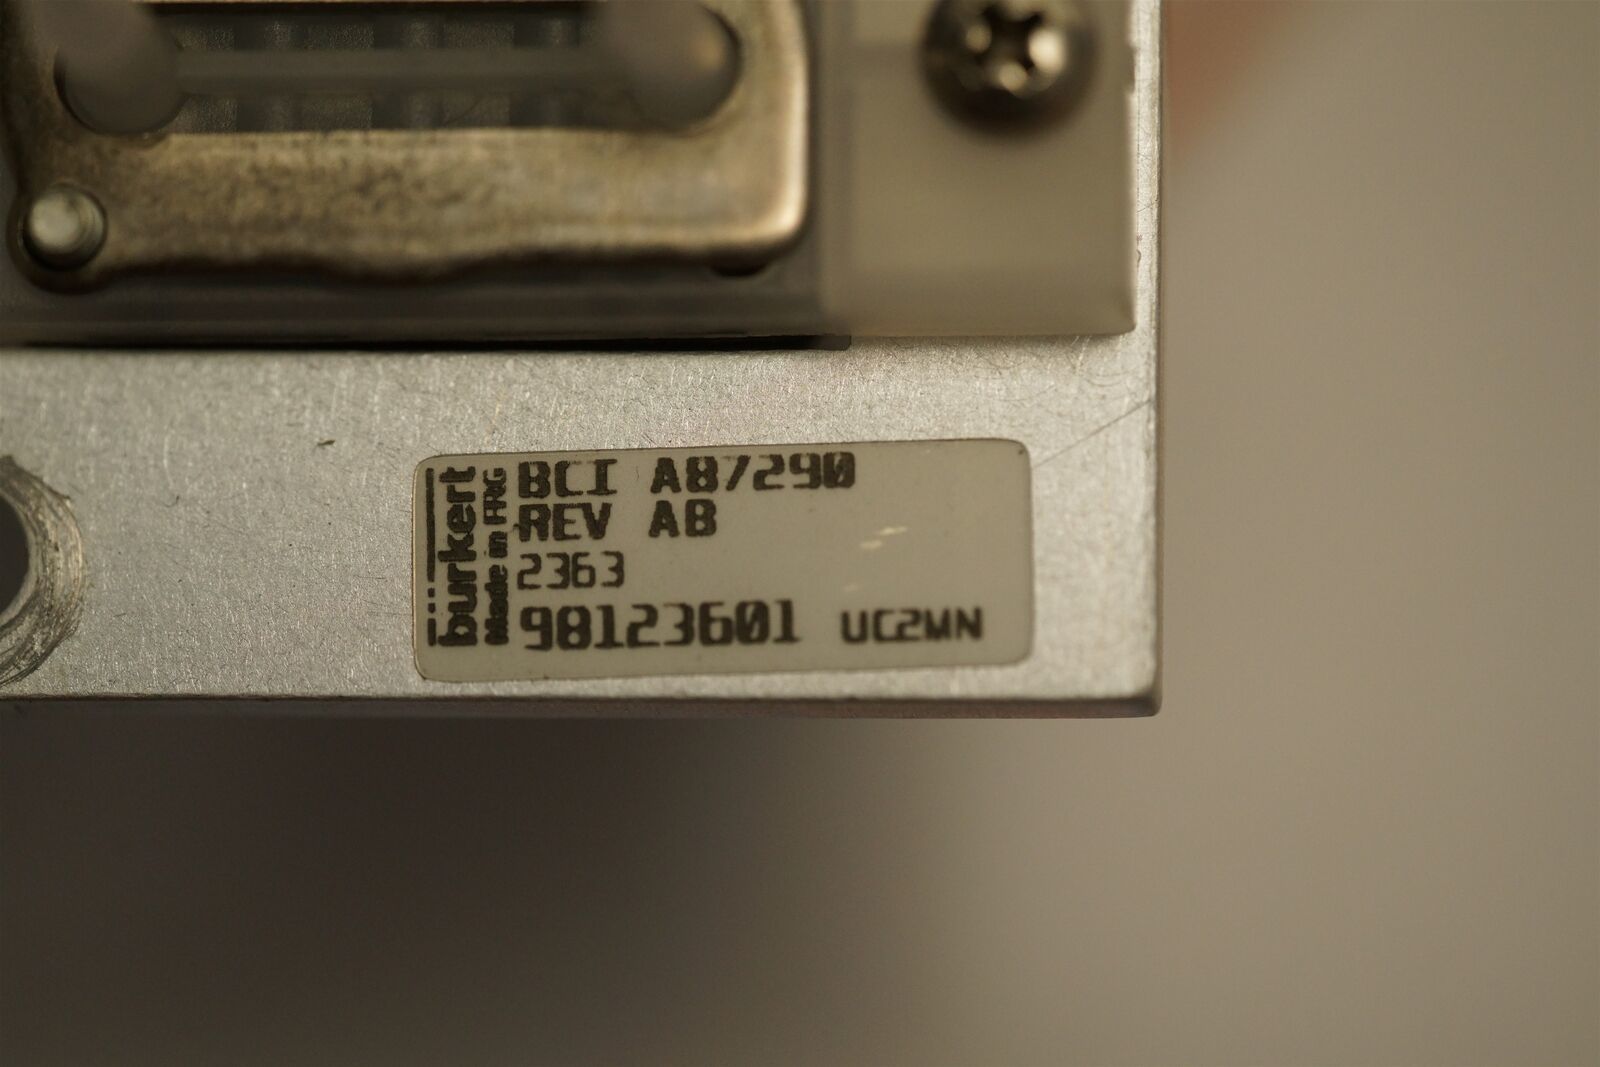 bürkert
Made in FRG
BCI A87290
REV AB
2363
98123601 UC2MN